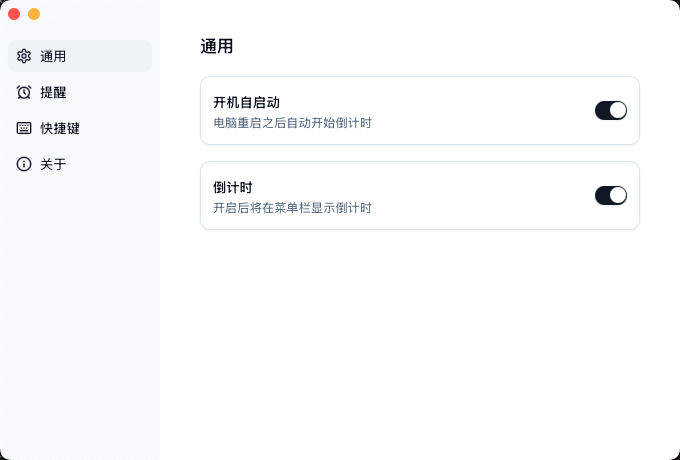 通用
提醒
快捷键
关于
通用
开机自启动
电脑重启之后自动开始倒计时
倒计时
开启后将在菜单栏显示倒计时